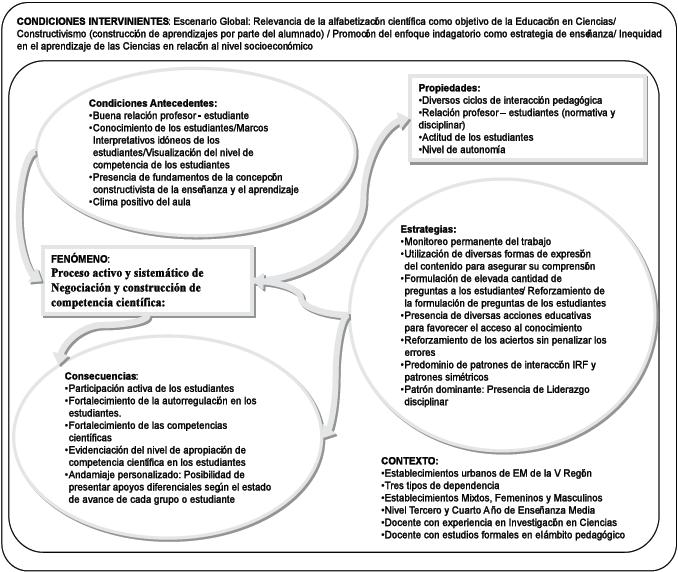 CONDICIONES INTERVINIENTES: Escenario Global: Relevancia de la alfabetización científica como objetivo de la Educación en Ciencias/
Constructivismo (construcción de aprendizajes por parte del alumnado) / Promoción del enfoque indagatorio como estrategia de enseñanza/ Inequidad
en el aprendizaje de las Ciencias en relación al nivel socioeconómico
Condiciones Antecedentes:
•Buena relación profesor - estudiante
•Conocimiento de los estudiantes/Marcos
Interpretativos idóneos de los
estudiantes/Visualización del nivel de
competencia de los estudiantes
•Presencia de fundamentos de la concepción
constructivista de la enseñanza y el aprendizaje
•Clima positivo del aula
Propiedades:
•Diversos ciclos de interacción pedagógica
•Relación profesor – estudiantes (normativa y
disciplinar)
•Actitud de los estudiantes
•Nivel de autonomía
FENÓMENO:
Proceso activo y sistemático de
Negociación y construcción de
competencia científica:
Estrategias:
•Monitoreo permanente del trabajo
•Utilización de diversas formas de expresión
del contenido para asegurar su comprensión
•Formulación de elevada cantidad de
preguntas a los estudiantes/ Reforzamiento de
la formulación de preguntas de los estudiantes
•Presencia de diversas acciones educativas
para favorecer el acceso al conocimiento
•Reforzamiento de los aciertos sin penalizar los
errores
•Predominio de patrones de interacción IRF y
patrones simétricos
•Patrón dominante: Presencia de Liderazgo
disciplinar
Consecuencias:
•Participación activa de los estudiantes
•Fortalecimiento de la autorregulación en los
estudiantes.
•Fortalecimiento de las competencias
científicas
•Evidenciación del nivel de apropiación de
competencia científica en los estudiantes
•Andamiaje personalizado: Posibilidad de
presentar apoyos diferenciales según el estado
de avance de cada grupo o estudiante
CONTEXTO:
•Establecimientos urbanos de EM de la V Región
•Tres tipos de dependencia
•Establecimientos Mixtos, Femeninos y Masculinos
•Nivel Tercero y Cuarto Año de Enseñanza Media
•Docente con experiencia en Investigación en Ciencias
•Docente con estudios formales en el ámbito pedagógico